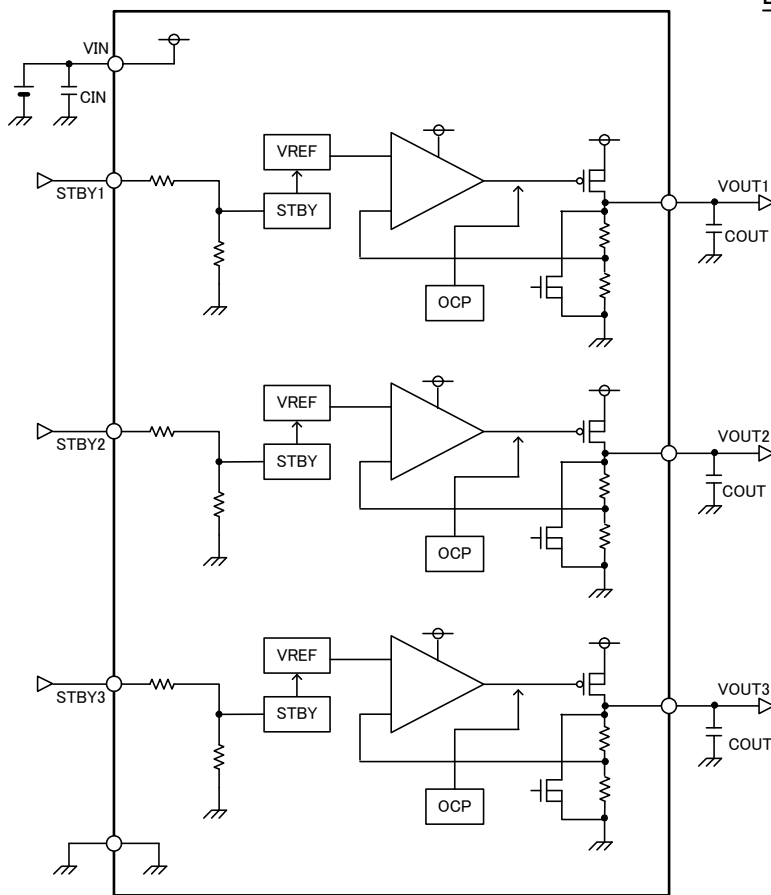 VIN
CIN
STBY1
VREF
STBY
OCP
VOUT1
COUT
STBY2
VREF
STBY
OCP
VOUT2
COUT
STBY3
VREF
STBY
OCP
VOUT3
COUT